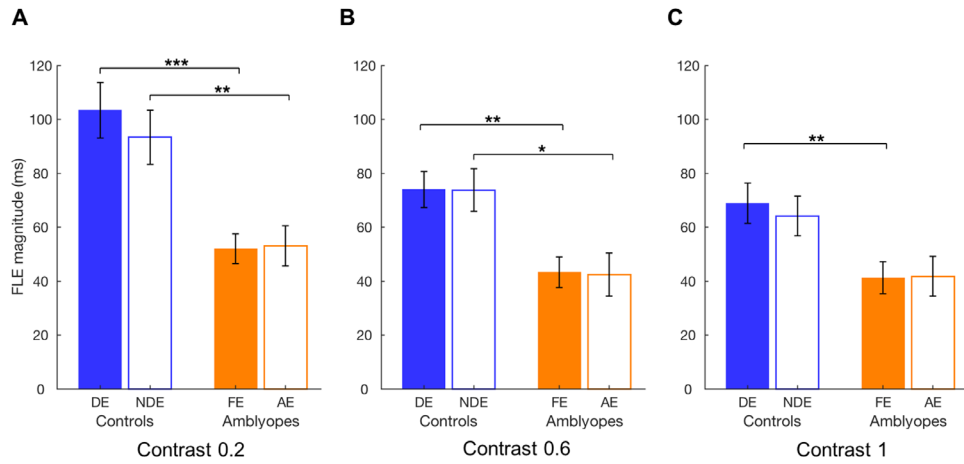 A B C
120 120 120
*** ** **
** *
100 100 100
80 80 80
60 60 60
40 40 40
20 20 20
0 0 0
FLE magnitude (ms)
DE NDE FE AE DE NDE FE AE DE NDE FE AE
Controls Amblyopes Controls Amblyopes Controls Amblyopes
Contrast 0.2 Contrast 0.6 Contrast 1